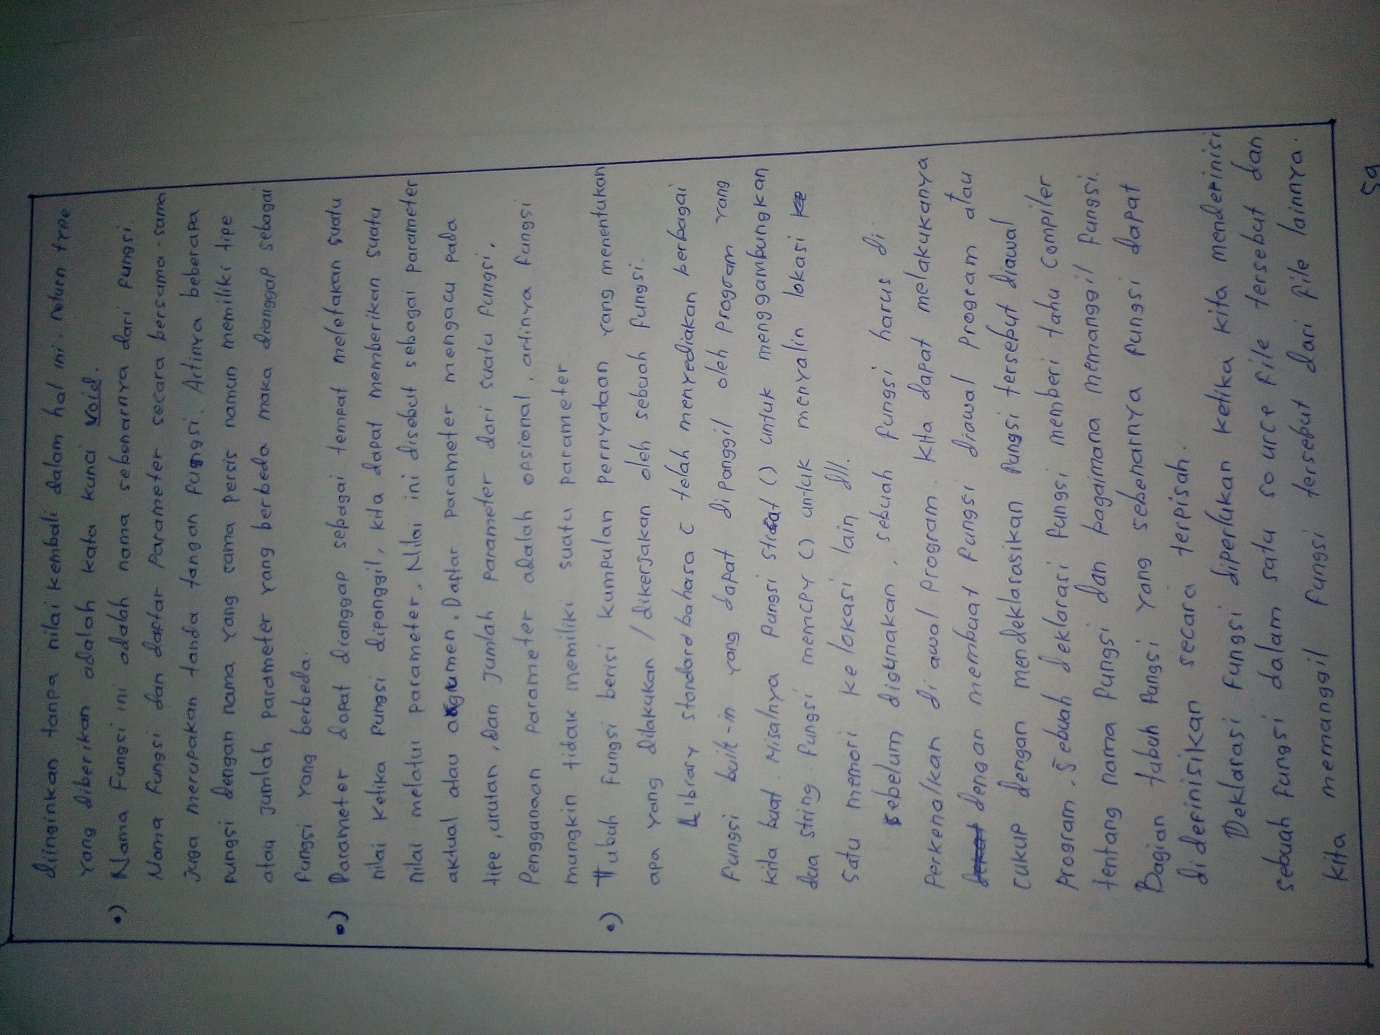 diinginkan tanpa nilai kembali dalam hal ini. return type
yang diberikan adalah kata kunci void.
•) Nama Fungsi ini adalah nama sebenarnya dari fungsi.
Nama fungsi dan daftar parameter secara bersama-sama
juga merupakan tanda tangan fungsi. Artinya beberapa
fungsi dengan nama yang sama persis namun memiliki tipe
atau jumlah parameter yang berbeda maka dianggap sebagai
fungsi yang berbeda.
•) Parameter dapat dianggap sebagai tempat meletakan suatu
nilai ketika fungsi dipanggil, kita dapat memberikan suatu
nilai melalui parameter. Nilai ini disebut sebagai parameter
aktual atau argumen. Daftar parameter mengacu pada
tipe, urutan, dan jumlah parameter dari suatu fungsi.
Penggunaan parameter adalah opsional, artinya fungsi
mungkin tidak memiliki suatu parameter.
•) Tubuh Fungsi berisi kumpulan pernyataan yang menentukan
apa yang dilakukan / dikerjakan oleh sebuah fungsi.
Library standard bahasa C telah menyediakan berbagai
fungsi built-in yang dapat dipanggil oleh program yang
kita buat. Misalnya fungsi strcat () untuk menggambungkan
dua string. fungsi memcpy () untuk menyalin lokasi
satu memori ke lokasi lain dll.
sebelum digunakan, sebuah fungsi harus di
perkenalkan di awal program. kita dapat melakukanya
dengan membuat fungsi diawal program atau
cukup dengan mendeklarasikan fungsi tersebut diawal
program. Sebuah deklarasi fungsi memberi tahu compiler
tentang nama fungsi dan bagaimana memanggil fungsi.
Bagian tubuh fungsi yang sebenarnya fungsi dapat
didefinisikan secara terpisah.
Deklarasi fungsi diperlukan ketika kita mendefinisi
sebuah fungsi dalam satu source file tersebut dan
kita memanggil fungsi tersebut dari file lainnya.
59